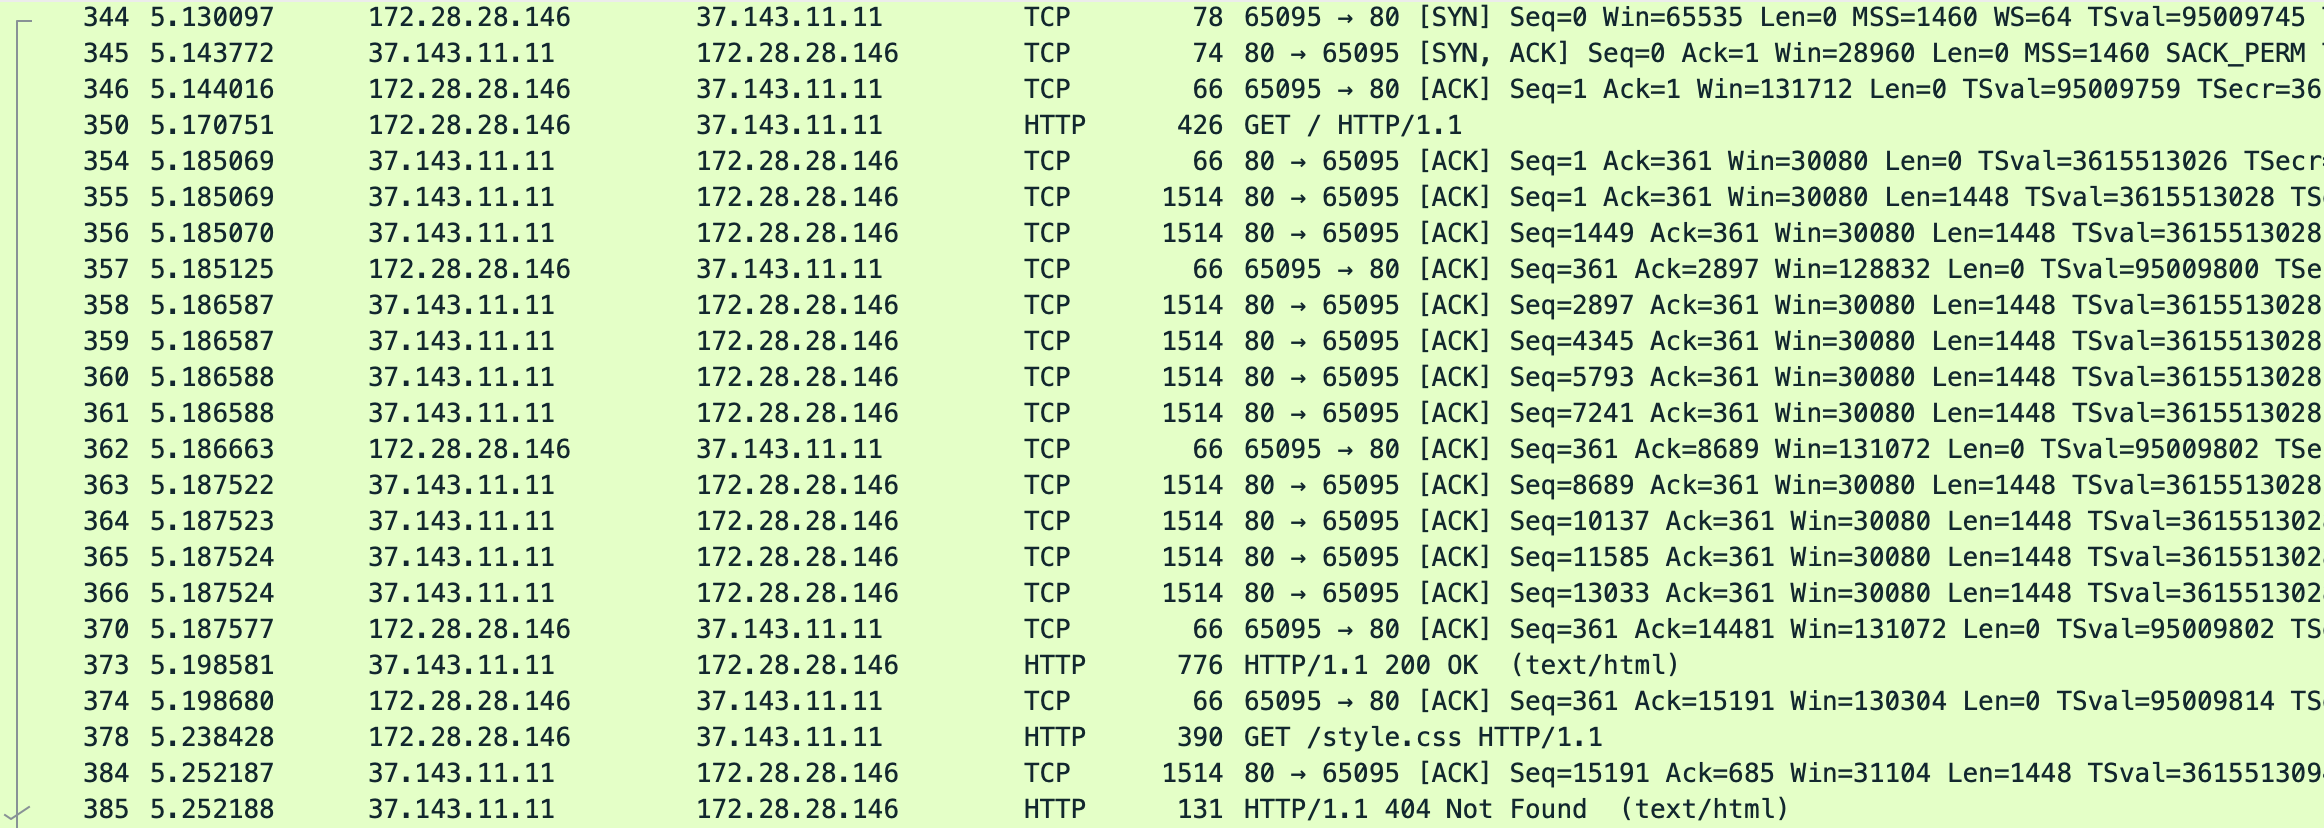 344 5.130097 172.28.28.146 37.143.11.11 TCP 78 65095 → 80 [SYN] Seq=0 Win=65535 Len=0 MSS=1460 WS=64 TSval=95009745
345 5.143772 37.143.11.11 172.28.28.146 TCP 74 80 → 65095 [SYN, ACK] Seq=0 Ack=1 Win=28960 Len=0 MSS=1460 SACK_PERM
346 5.144016 172.28.28.146 37.143.11.11 TCP 66 65095 → 80 [ACK] Seq=1 Ack=1 Win=131712 Len=0 TSval=95009759 TSecr=36
350 5.170751 172.28.28.146 37.143.11.11 HTTP 426 GET / HTTP/1.1
354 5.185069 37.143.11.11 172.28.28.146 TCP 66 80 → 65095 [ACK] Seq=1 Ack=361 Win=30080 Len=0 TSval=3615513026 TSecr=
355 5.185069 37.143.11.11 172.28.28.146 TCP 1514 80 → 65095 [ACK] Seq=1 Ack=361 Win=30080 Len=1448 TSval=3615513028 TS
356 5.185070 37.143.11.11 172.28.28.146 TCP 1514 80 → 65095 [ACK] Seq=1449 Ack=361 Win=30080 Len=1448 TSval=3615513028
357 5.185125 172.28.28.146 37.143.11.11 TCP 66 65095 → 80 [ACK] Seq=361 Ack=2897 Win=128832 Len=0 TSval=95009800 TSe
358 5.186587 37.143.11.11 172.28.28.146 TCP 1514 80 → 65095 [ACK] Seq=2897 Ack=361 Win=30080 Len=1448 TSval=3615513028
359 5.186587 37.143.11.11 172.28.28.146 TCP 1514 80 → 65095 [ACK] Seq=4345 Ack=361 Win=30080 Len=1448 TSval=3615513028
360 5.186588 37.143.11.11 172.28.28.146 TCP 1514 80 → 65095 [ACK] Seq=5793 Ack=361 Win=30080 Len=1448 TSval=3615513028
361 5.186588 37.143.11.11 172.28.28.146 TCP 1514 80 → 65095 [ACK] Seq=7241 Ack=361 Win=30080 Len=1448 TSval=3615513028
362 5.186663 172.28.28.146 37.143.11.11 TCP 66 65095 → 80 [ACK] Seq=361 Ack=8689 Win=131072 Len=0 TSval=95009802 TSe
363 5.187522 37.143.11.11 172.28.28.146 TCP 1514 80 → 65095 [ACK] Seq=8689 Ack=361 Win=30080 Len=1448 TSval=3615513028
364 5.187523 37.143.11.11 172.28.28.146 TCP 1514 80 → 65095 [ACK] Seq=10137 Ack=361 Win=30080 Len=1448 TSval=361551302
365 5.187524 37.143.11.11 172.28.28.146 TCP 1514 80 → 65095 [ACK] Seq=11585 Ack=361 Win=30080 Len=1448 TSval=361551302
366 5.187524 37.143.11.11 172.28.28.146 TCP 1514 80 → 65095 [ACK] Seq=13033 Ack=361 Win=30080 Len=1448 TSval=361551302
370 5.187577 172.28.28.146 37.143.11.11 TCP 66 65095 → 80 [ACK] Seq=361 Ack=14481 Win=131072 Len=0 TSval=95009802 TS
373 5.198581 37.143.11.11 172.28.28.146 HTTP 776 HTTP/1.1 200 OK (text/html)
374 5.198680 172.28.28.146 37.143.11.11 TCP 66 65095 → 80 [ACK] Seq=361 Ack=15191 Win=130304 Len=0 TSval=95009814 TS
378 5.238428 172.28.28.146 37.143.11.11 HTTP 390 GET /style.css HTTP/1.1
384 5.252187 37.143.11.11 172.28.28.146 TCP 1514 80 → 65095 [ACK] Seq=15191 Ack=685 Win=31104 Len=1448 TSval=361551309
385 5.252188 37.143.11.11 172.28.28.146 HTTP 131 HTTP/1.1 404 Not Found (text/html)